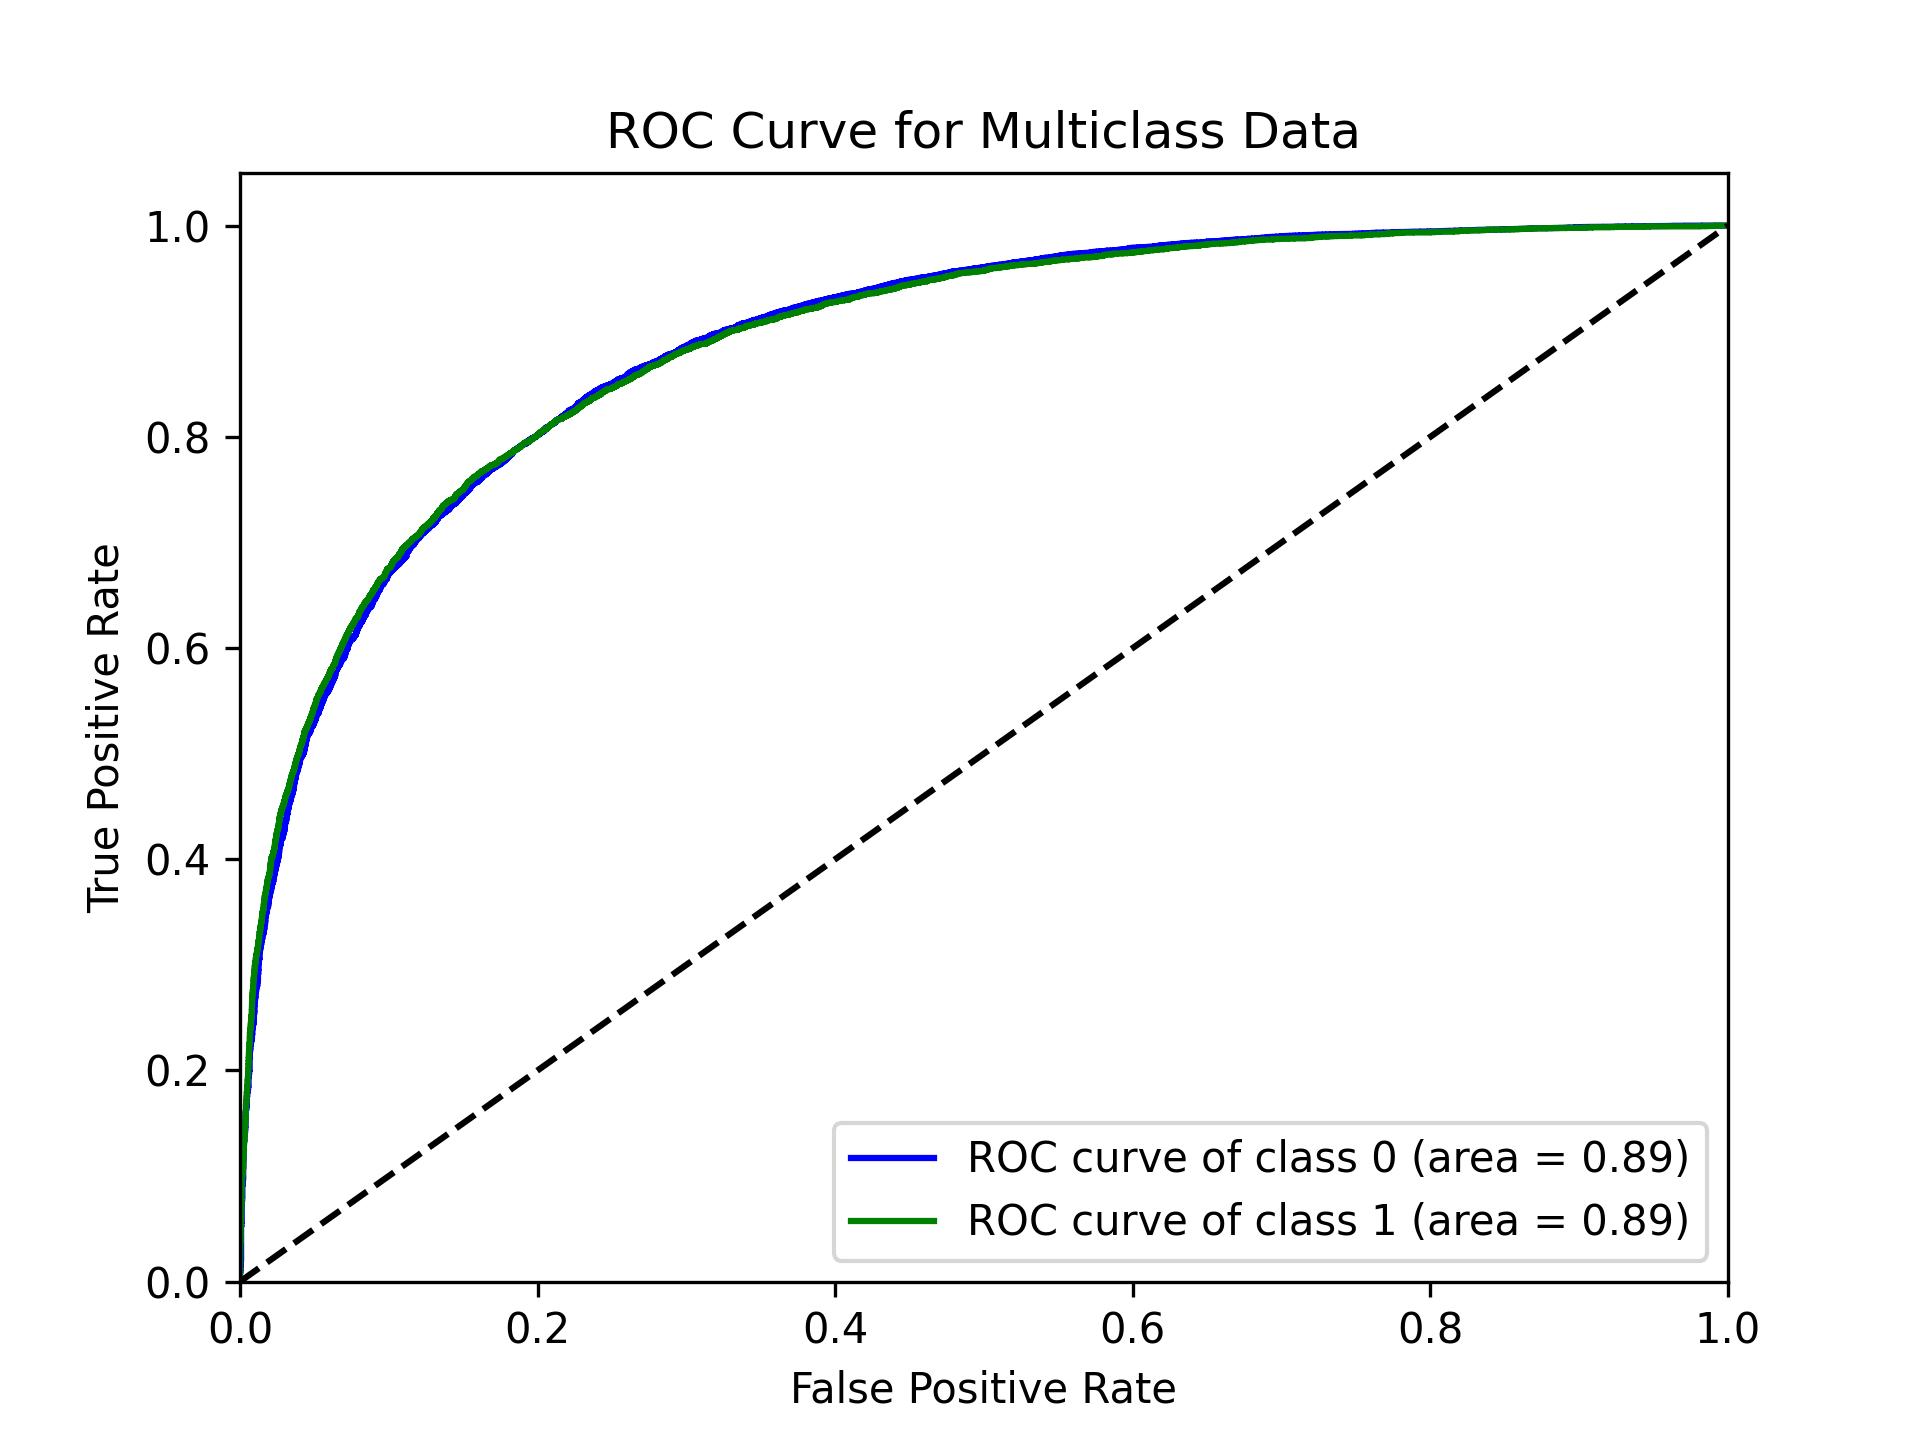 ROC Curve for Multiclass Data
True Positive Rate
1.0
0.8
0.6
0.4
0.2
0.0
ROC curve of class 0 (area = 0.89)
ROC curve of class 1 (area = 0.89)
0.0 0.2 0.4 0.6 0.8 1.0
False Positive Rate